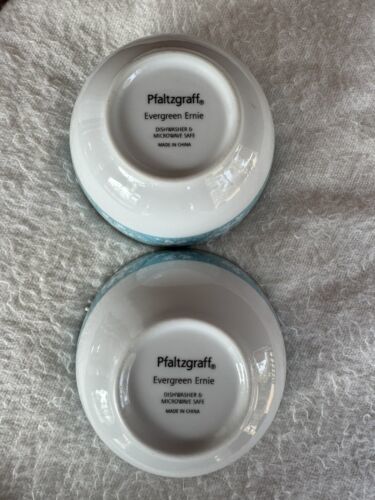 Pfaltzgraff®
Evergreen Ernie
DISHWASHER &
MICROWAVE SAFE
MADE IN CHINA
Pfaltzgraff®
Evergreen Ernie
DISHWASHER &
MICROWAVE SAFE
MADE IN CHINA